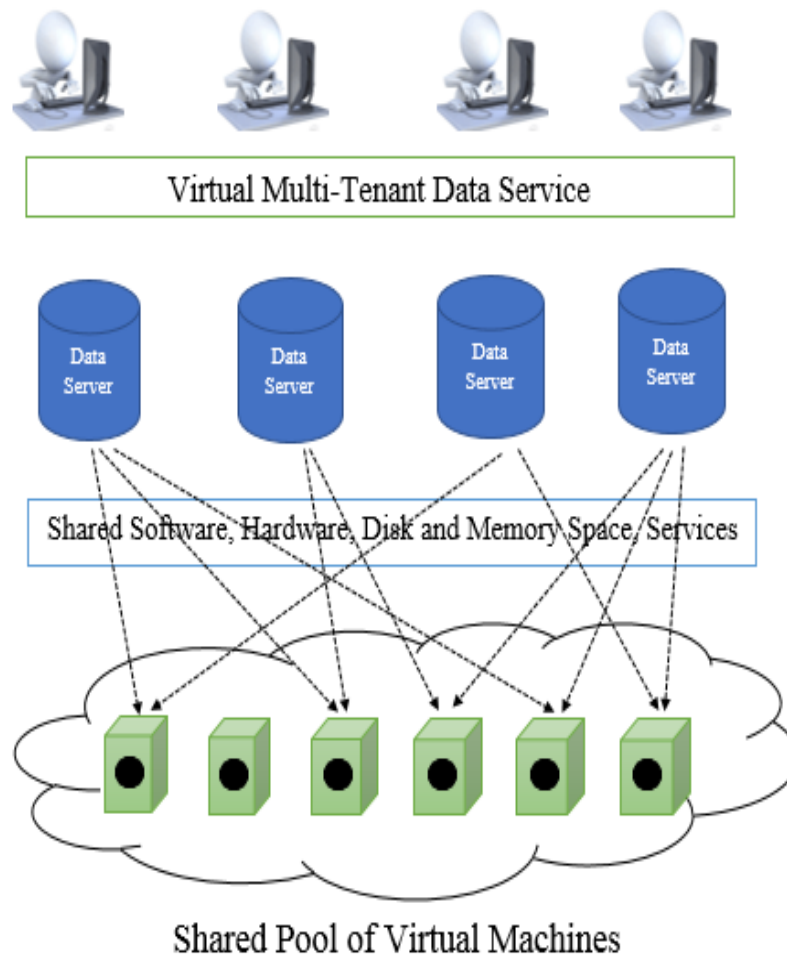 Virtual Multi-Tenant Data Service
Data
Server
Data
Server
Data
Server
Data
Server
Shared Software, Hardware, Disk and Memory Space, Services
Shared Pool of Virtual Machines